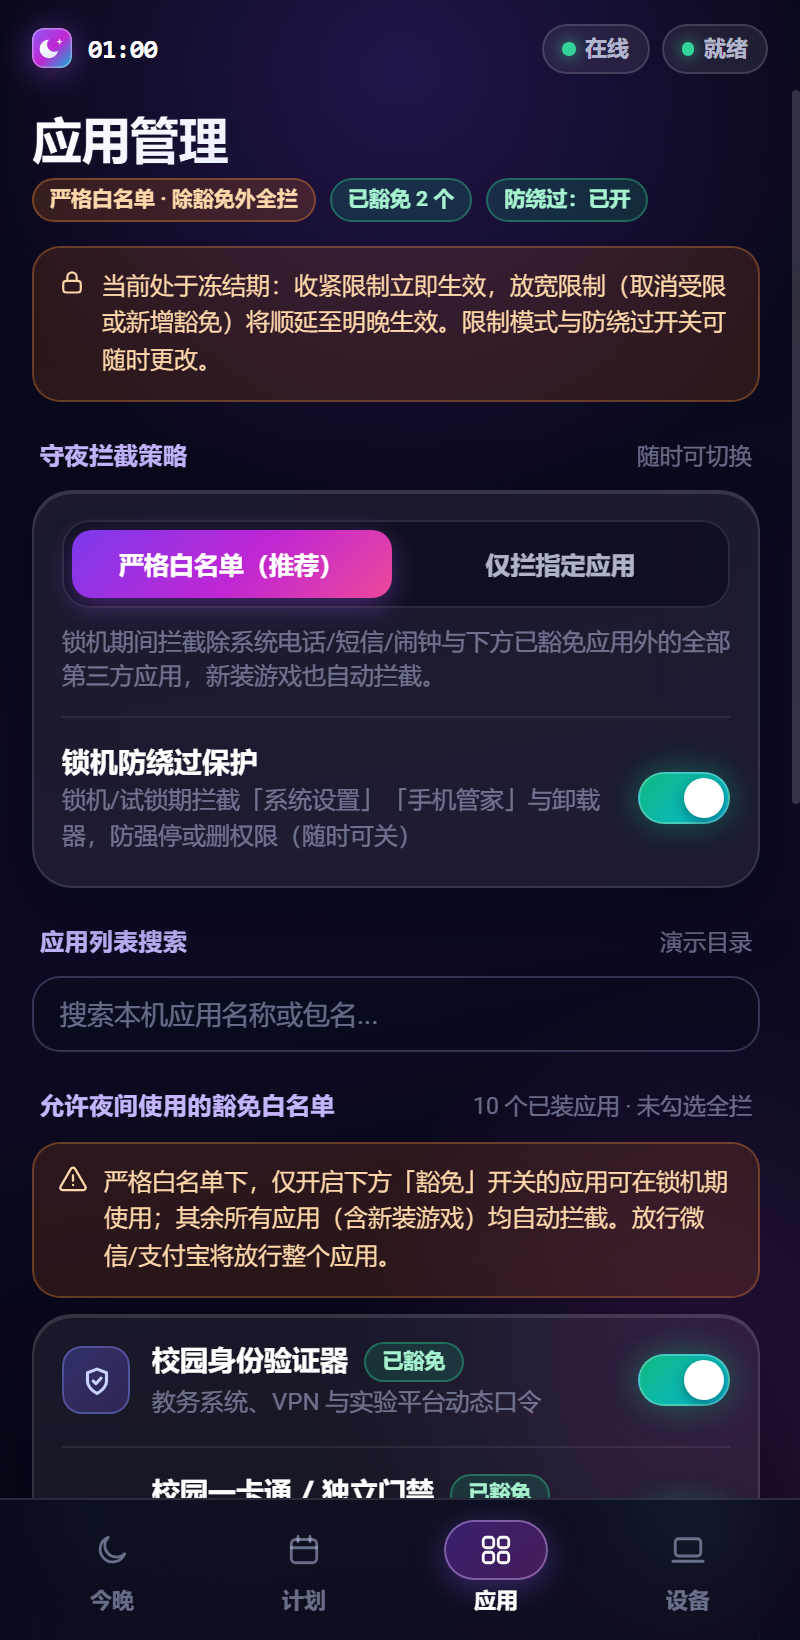 01:00
在线
就绪
应用管理
严格白名单 · 除豁免外全拦
已豁免 2 个
防绕过：已开
当前处于冻结期：收紧限制立即生效，放宽限制（取消受限
或新增豁免）将顺延至明晚生效。限制模式与防绕过开关可
随时更改。
守夜拦截策略
随时可切换
严格白名单（推荐）
仅拦指定应用
锁机期间拦截除系统电话/短信/闹钟与下方已豁免应用外的全部
第三方应用，新装游戏也自动拦截。
锁机防绕过保护
锁机/试锁期拦截「系统设置」「手机管家」与卸载
器，防强停或删权限（随时可关）
应用列表搜索
演示目录
搜索本机应用名称或包名...
允许夜间使用的豁免白名单
10 个已装应用 · 未勾选全拦
严格白名单下，仅开启下方「豁免」开关的应用可在锁机期
使用；其余所有应用（含新装游戏）均自动拦截。放行微
信/支付宝将放行整个应用。
校园身份验证器
已豁免
教务系统、VPN 与实验平台动态口令
校园一卡通 / 独立门禁
已豁免
今晚
计划
应用
设备